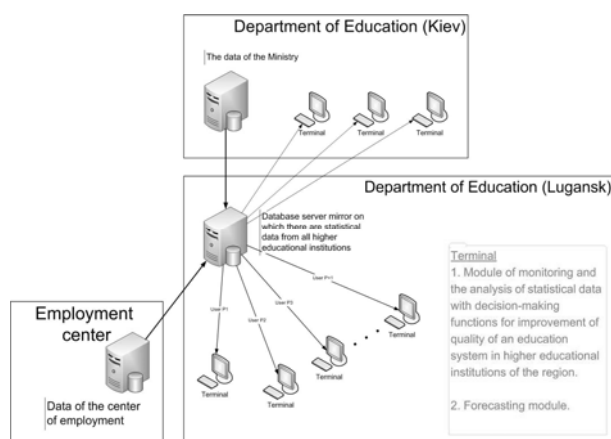 Department of Education (Kiev)
The data of the Ministry
Terminal
Terminal
Terminal
Department of Education (Lugansk)
Database server mirror on
which there are statistical
data from all higher
educational institutions
User P1
User P2
User P3
User Pn+1
Terminal
Terminal
Terminal
Terminal
Employment
center
Data of the center
of employment
Terminal
1. Module of monitoring and
the analysis of statistical data
with decision-making
functions for improvement of
quality of an education
system in higher educational
institutions of the region.
2. Forecasting module.